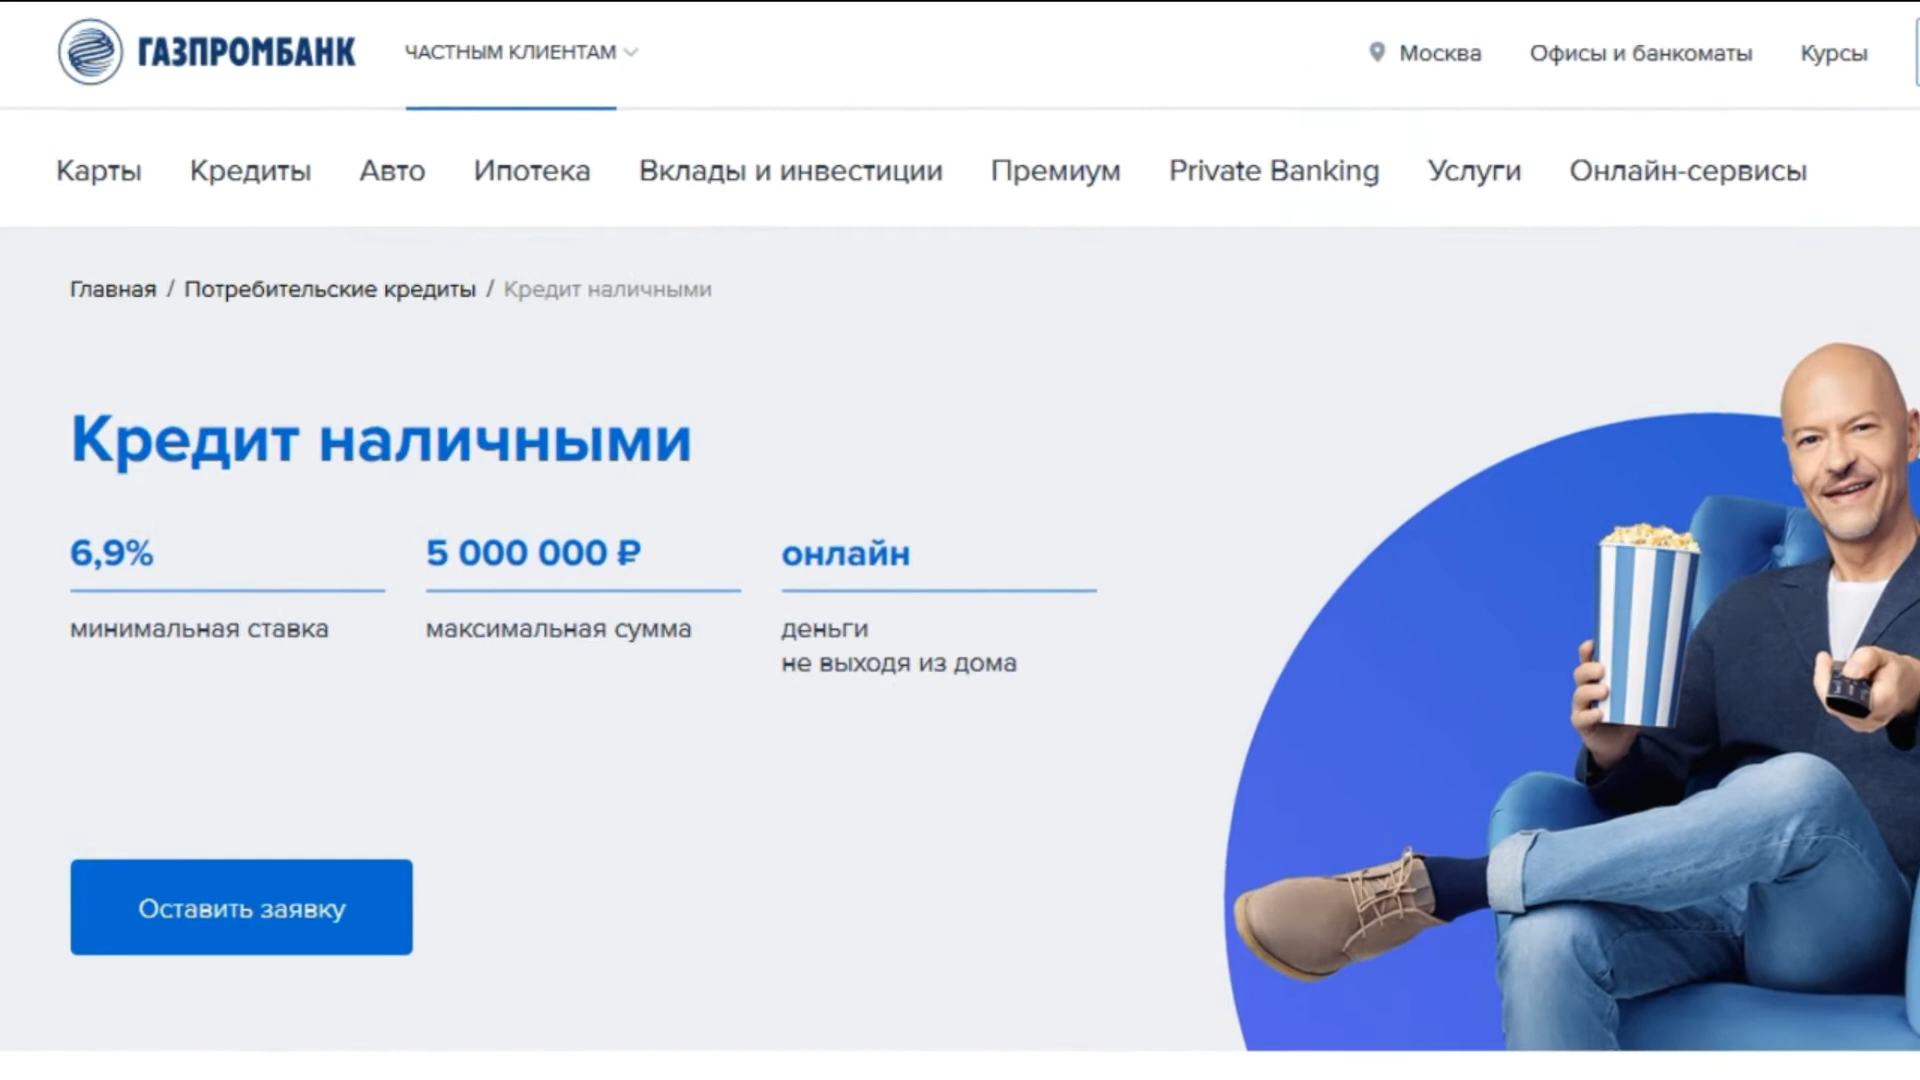 ГАЗПРОМБАНК
ЧАСТНЫМ КЛИЕНТАМ
Москва
Офисы и банкоматы
Курсы
Карты
Кредиты
Авто
Ипотека
Вклады и инвестиции
Премиум
Private Banking
Услуги
Онлайн-сервисы
Главная / Потребительские кредиты / Кредит наличными
Кредит наличными
6,9%
минимальная ставка
5 000 000 ₽
максимальная сумма
онлайн
деньги
не выходя из дома
Оставить заявку